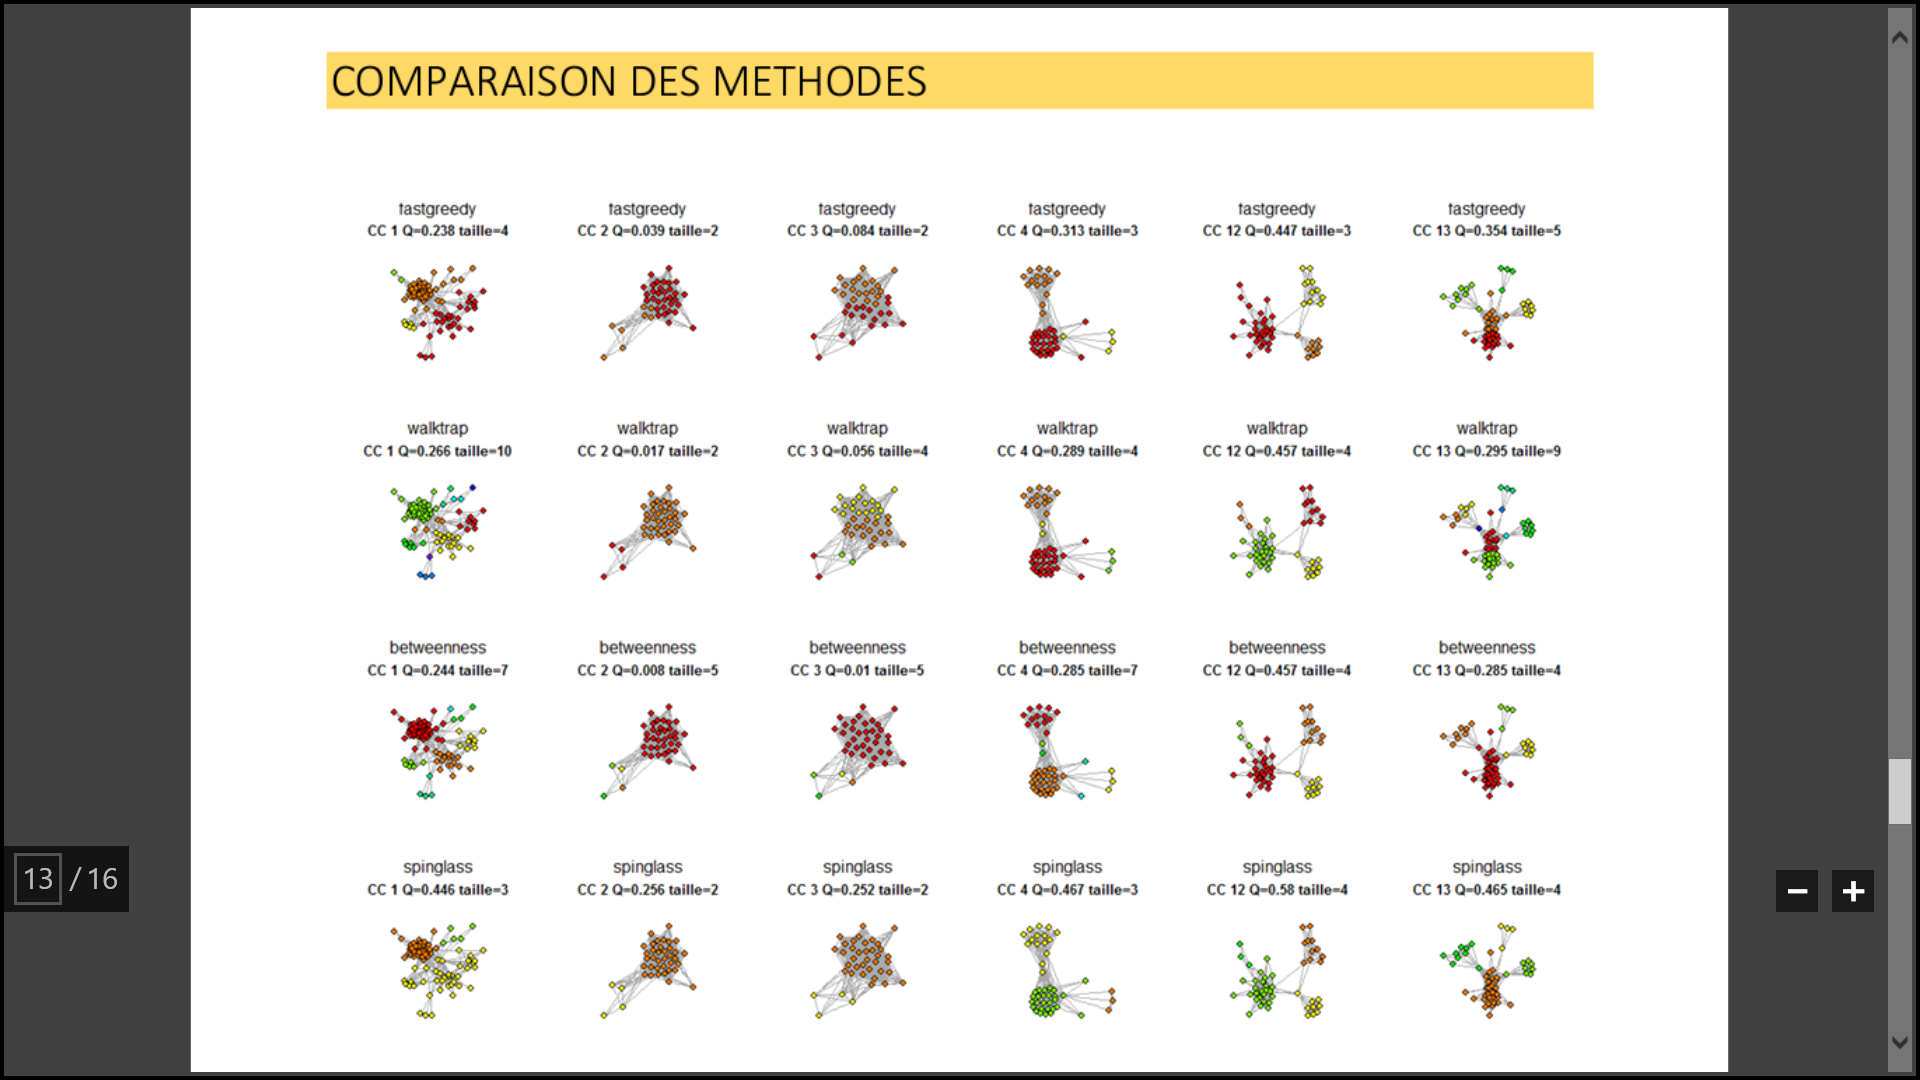 COMPARAISON DES METHODES
fastgreedy fastgreedy fastgreedy fastgreedy fastgreedy fastgreedy
CC 1 Q=0.238 taille=4 CC 2 Q=0.039 taille=2 CC 3 Q=0.084 taille=2 CC 4 Q=0.313 taille=3 CC 12 Q=0.447 taille=3 CC 13 Q=0.354 taille=5
walktrap walktrap walktrap walktrap walktrap walktrap
CC 1 Q=0.266 taille=10 CC 2 Q=0.017 taille=2 CC 3 Q=0.056 taille=4 CC 4 Q=0.289 taille=4 CC 12 Q=0.457 taille=4 CC 13 Q=0.295 taille=9
betweenness betweenness betweenness betweenness betweenness betweenness
CC 1 Q=0.244 taille=7 CC 2 Q=0.008 taille=5 CC 3 Q=0.01 taille=5 CC 4 Q=0.285 taille=7 CC 12 Q=0.457 taille=4 CC 13 Q=0.285 taille=4
spinglass spinglass spinglass spinglass spinglass spinglass
CC 1 Q=0.446 taille=3 CC 2 Q=0.256 taille=2 CC 3 Q=0.252 taille=2 CC 4 Q=0.467 taille=3 CC 12 Q=0.58 taille=4 CC 13 Q=0.465 taille=4
13 / 16